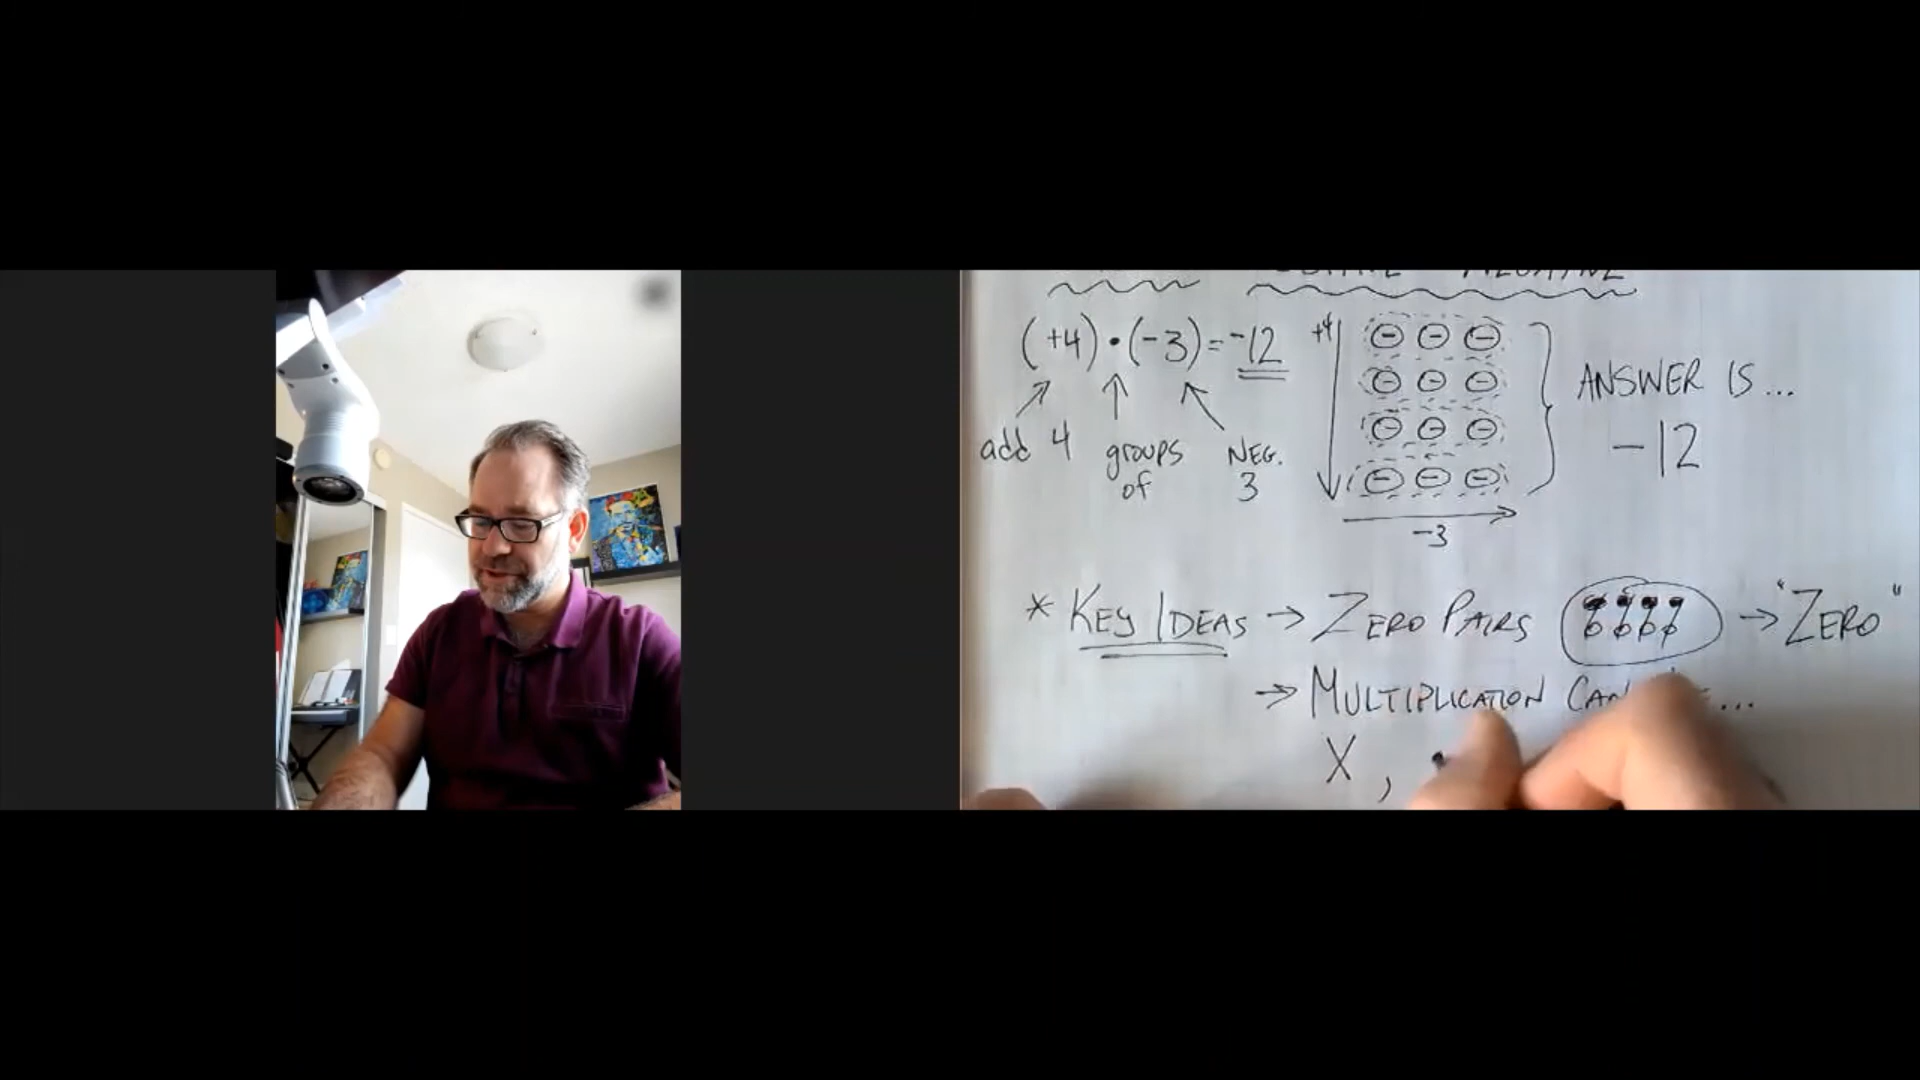 (+4) • (-3) = -12
add 4 groups of NEG. 3
+4
-3
ANSWER IS...
-12
* KEY IDEAS → ZERO PAIRS → "ZERO"
→ MULTIPLICATION CAN ...
X , •